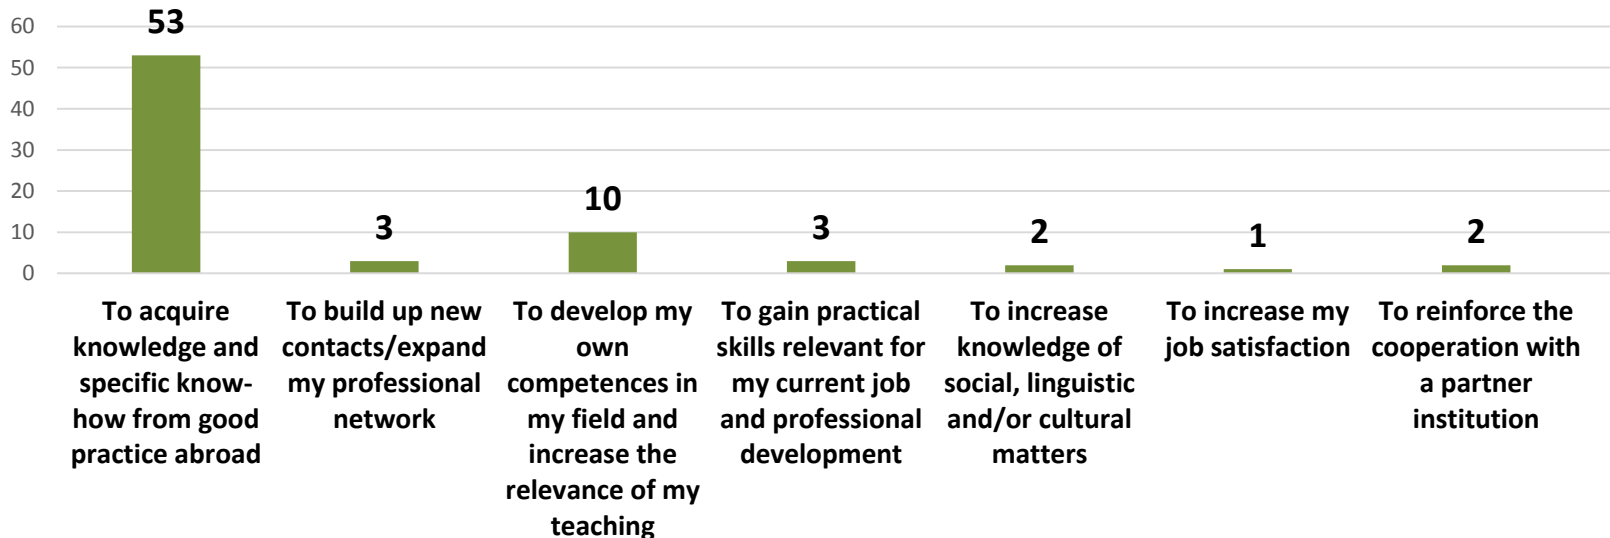 60
50
40
30
20
10
0
53
3
10
3
2
1
2
To acquire
knowledge and
specific know-
how from good
practice abroad
To build up new
contacts/expand
my professional
network
To develop my
own
competences in
my field and
increase the
relevance of my
teaching
To gain practical
skills relevant for
my current job
and professional
development
To increase
knowledge of
social, linguistic
and/or cultural
matters
To increase my
job satisfaction
To reinforce the
cooperation with
a partner
institution